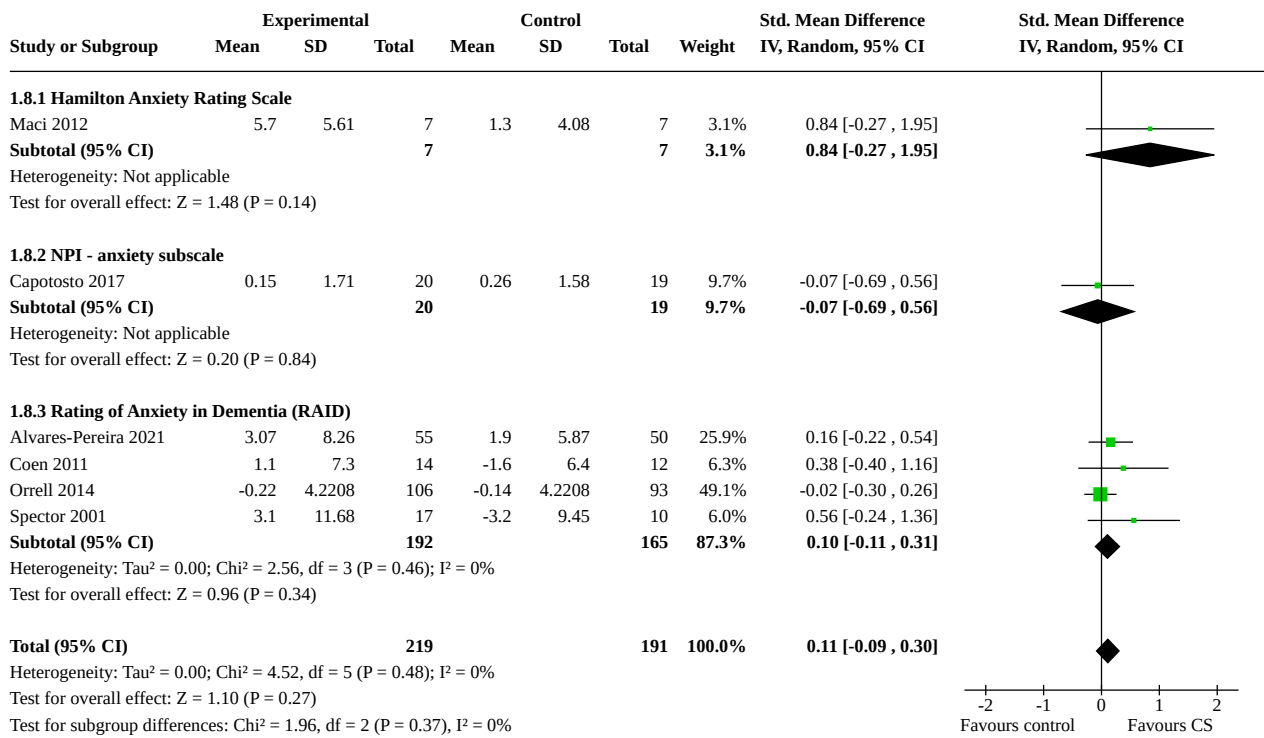 Experimental Control Std. Mean Difference Std. Mean Difference
Study or Subgroup Mean SD Total Mean SD Total Weight IV, Random, 95% CI IV, Random, 95% CI
1.8.1 Hamilton Anxiety Rating Scale
Maci 2012 5.7 5.61 7 1.3 4.08 7 3.1% 0.84 [-0.27 , 1.95]
Subtotal (95% CI) 7 7 3.1% 0.84 [-0.27 , 1.95]
Heterogeneity: Not applicable
Test for overall effect: Z = 1.48 (P = 0.14)
1.8.2 NPI - anxiety subscale
Capotosto 2017 0.15 1.71 20 0.26 1.58 19 9.7% -0.07 [-0.69 , 0.56]
Subtotal (95% CI) 20 19 9.7% -0.07 [-0.69 , 0.56]
Heterogeneity: Not applicable
Test for overall effect: Z = 0.20 (P = 0.84)
1.8.3 Rating of Anxiety in Dementia (RAID)
Alvares-Pereira 2021 3.07 8.26 55 1.9 5.87 50 25.9% 0.16 [-0.22 , 0.54]
Coen 2011 1.1 7.3 14 -1.6 6.4 12 6.3% 0.38 [-0.40 , 1.16]
Orrell 2014 -0.22 4.2208 106 -0.14 4.2208 93 49.1% -0.02 [-0.30 , 0.26]
Spector 2001 3.1 11.68 17 -3.2 9.45 10 6.0% 0.56 [-0.24 , 1.36]
Subtotal (95% CI) 192 165 87.3% 0.10 [-0.11 , 0.31]
Heterogeneity: Tau² = 0.00; Chi² = 2.56, df = 3 (P = 0.46); I² = 0%
Test for overall effect: Z = 0.96 (P = 0.34)
Total (95% CI) 219 191 100.0% 0.11 [-0.09 , 0.30]
Heterogeneity: Tau² = 0.00; Chi² = 4.52, df = 5 (P = 0.48); I² = 0%
Test for overall effect: Z = 1.10 (P = 0.27)
Test for subgroup differences: Chi² = 1.96, df = 2 (P = 0.37), I² = 0%
-2 -1 0 1 2
Favours control Favours CS